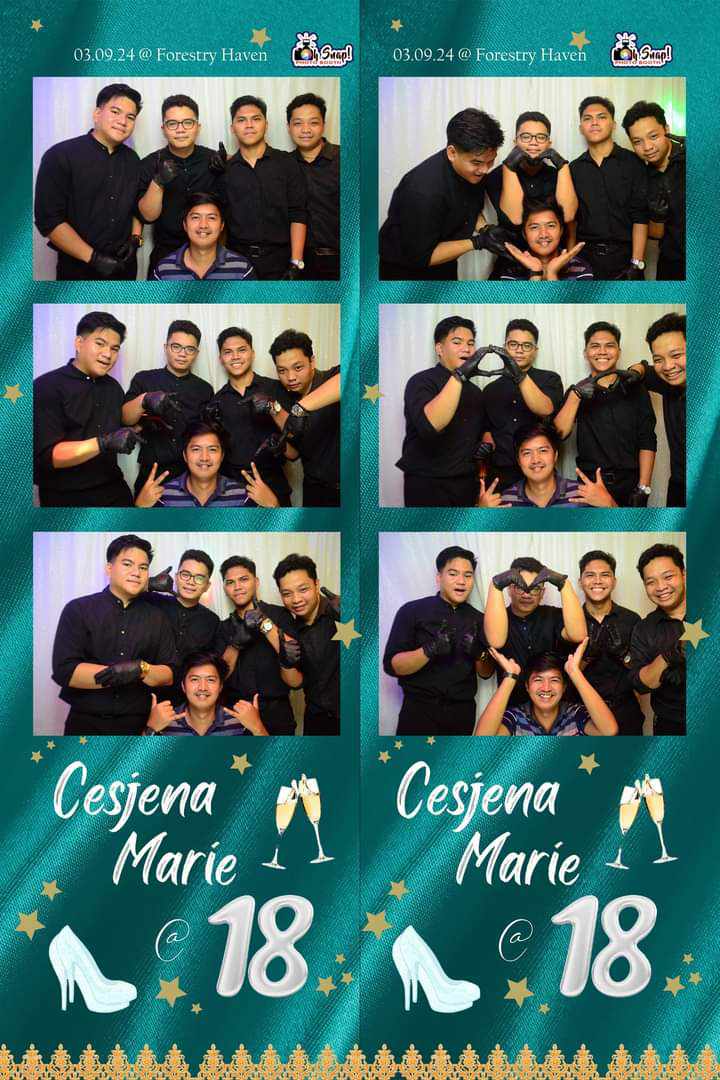 03.09.24 @ Forestry Haven
Oh Snap!
PHOTO BOOTH
03.09.24 @ Forestry Haven
Oh Snap!
PHOTO BOOTH
Cesjena
Marie
@ 18
Cesjena
Marie
@ 18